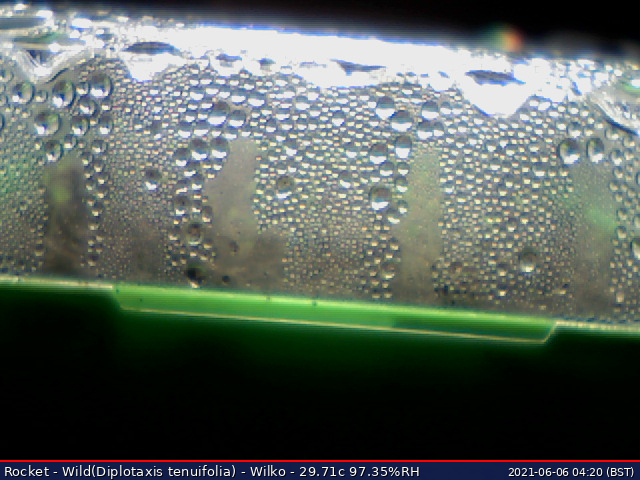 Rocket - Wild(Diplotaxis tenuifolia) - Wilko - 29.71c 97.35%RH
2021-06-06 04:20 (BST)